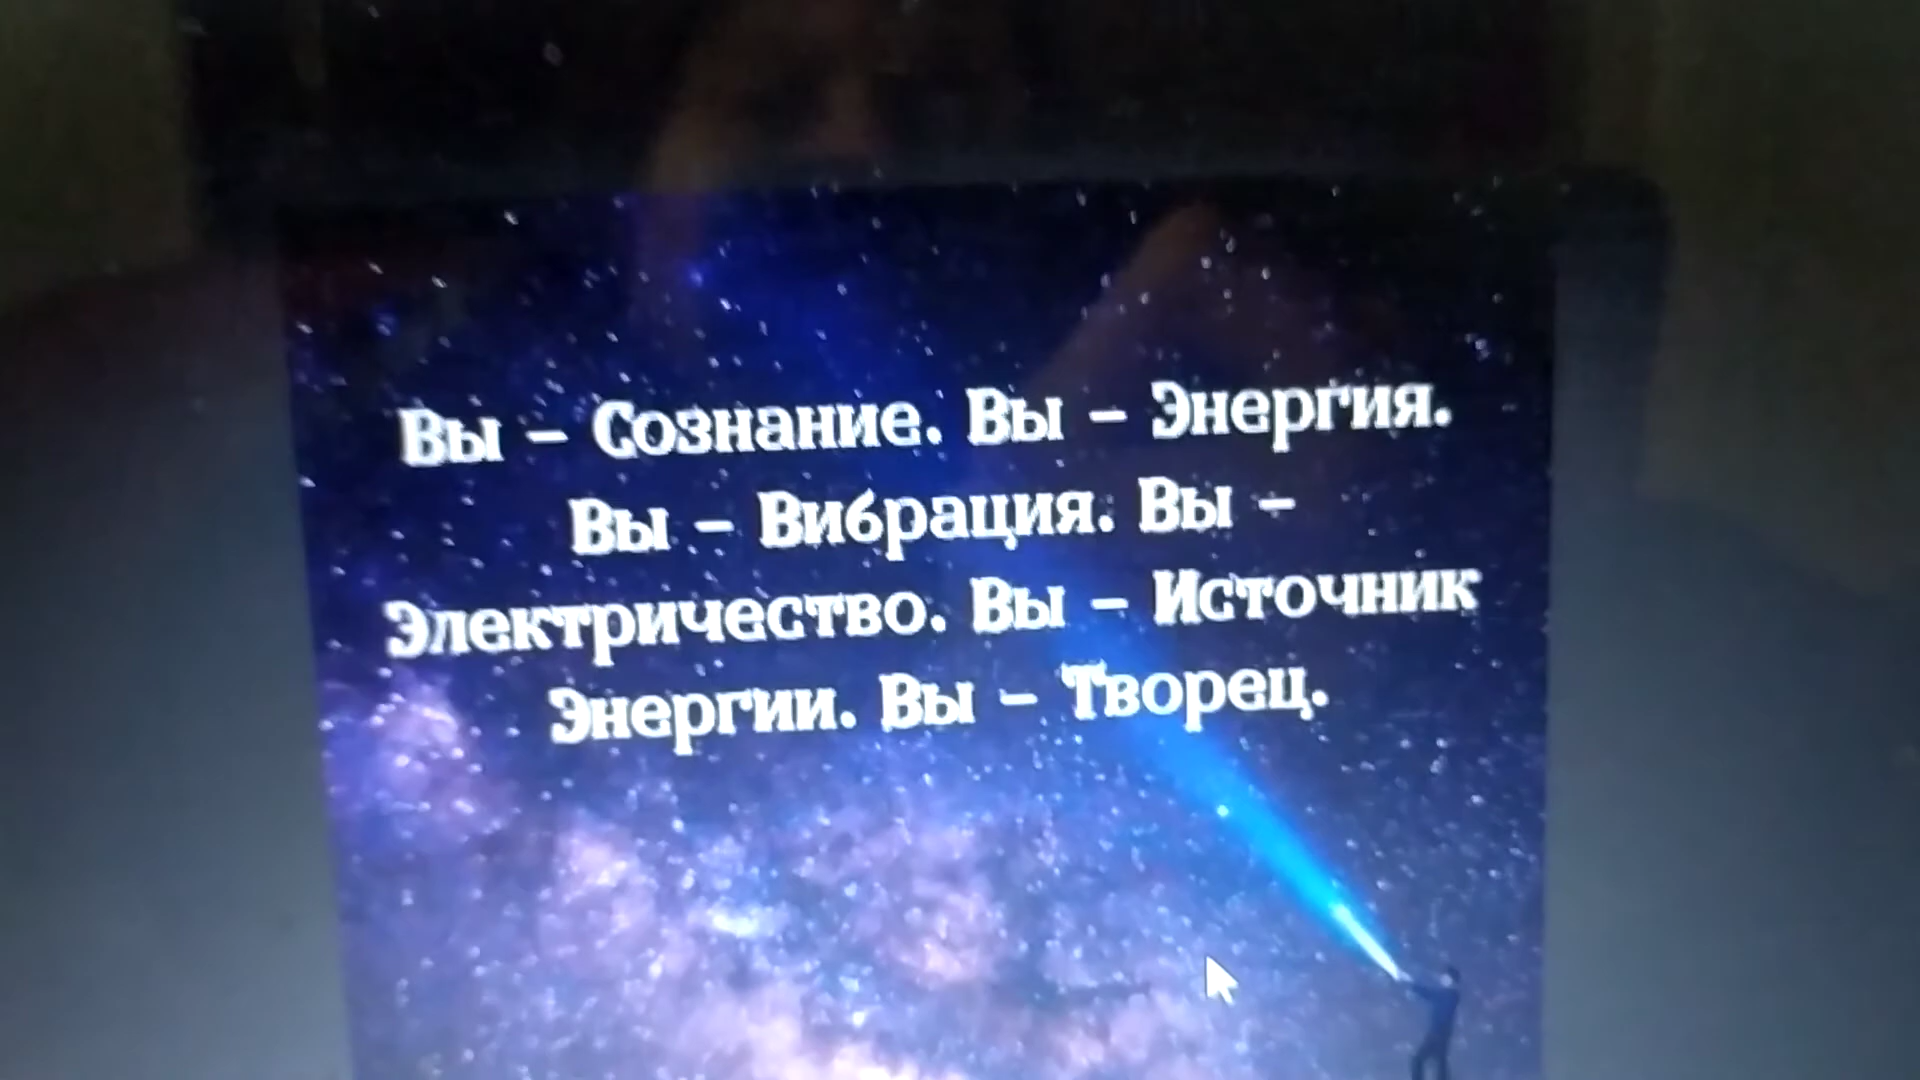 Вы – Сознание. Вы – Энергия.
Вы – Вибрация. Вы –
Электричество. Вы – Источник
Энергии. Вы – Творец.